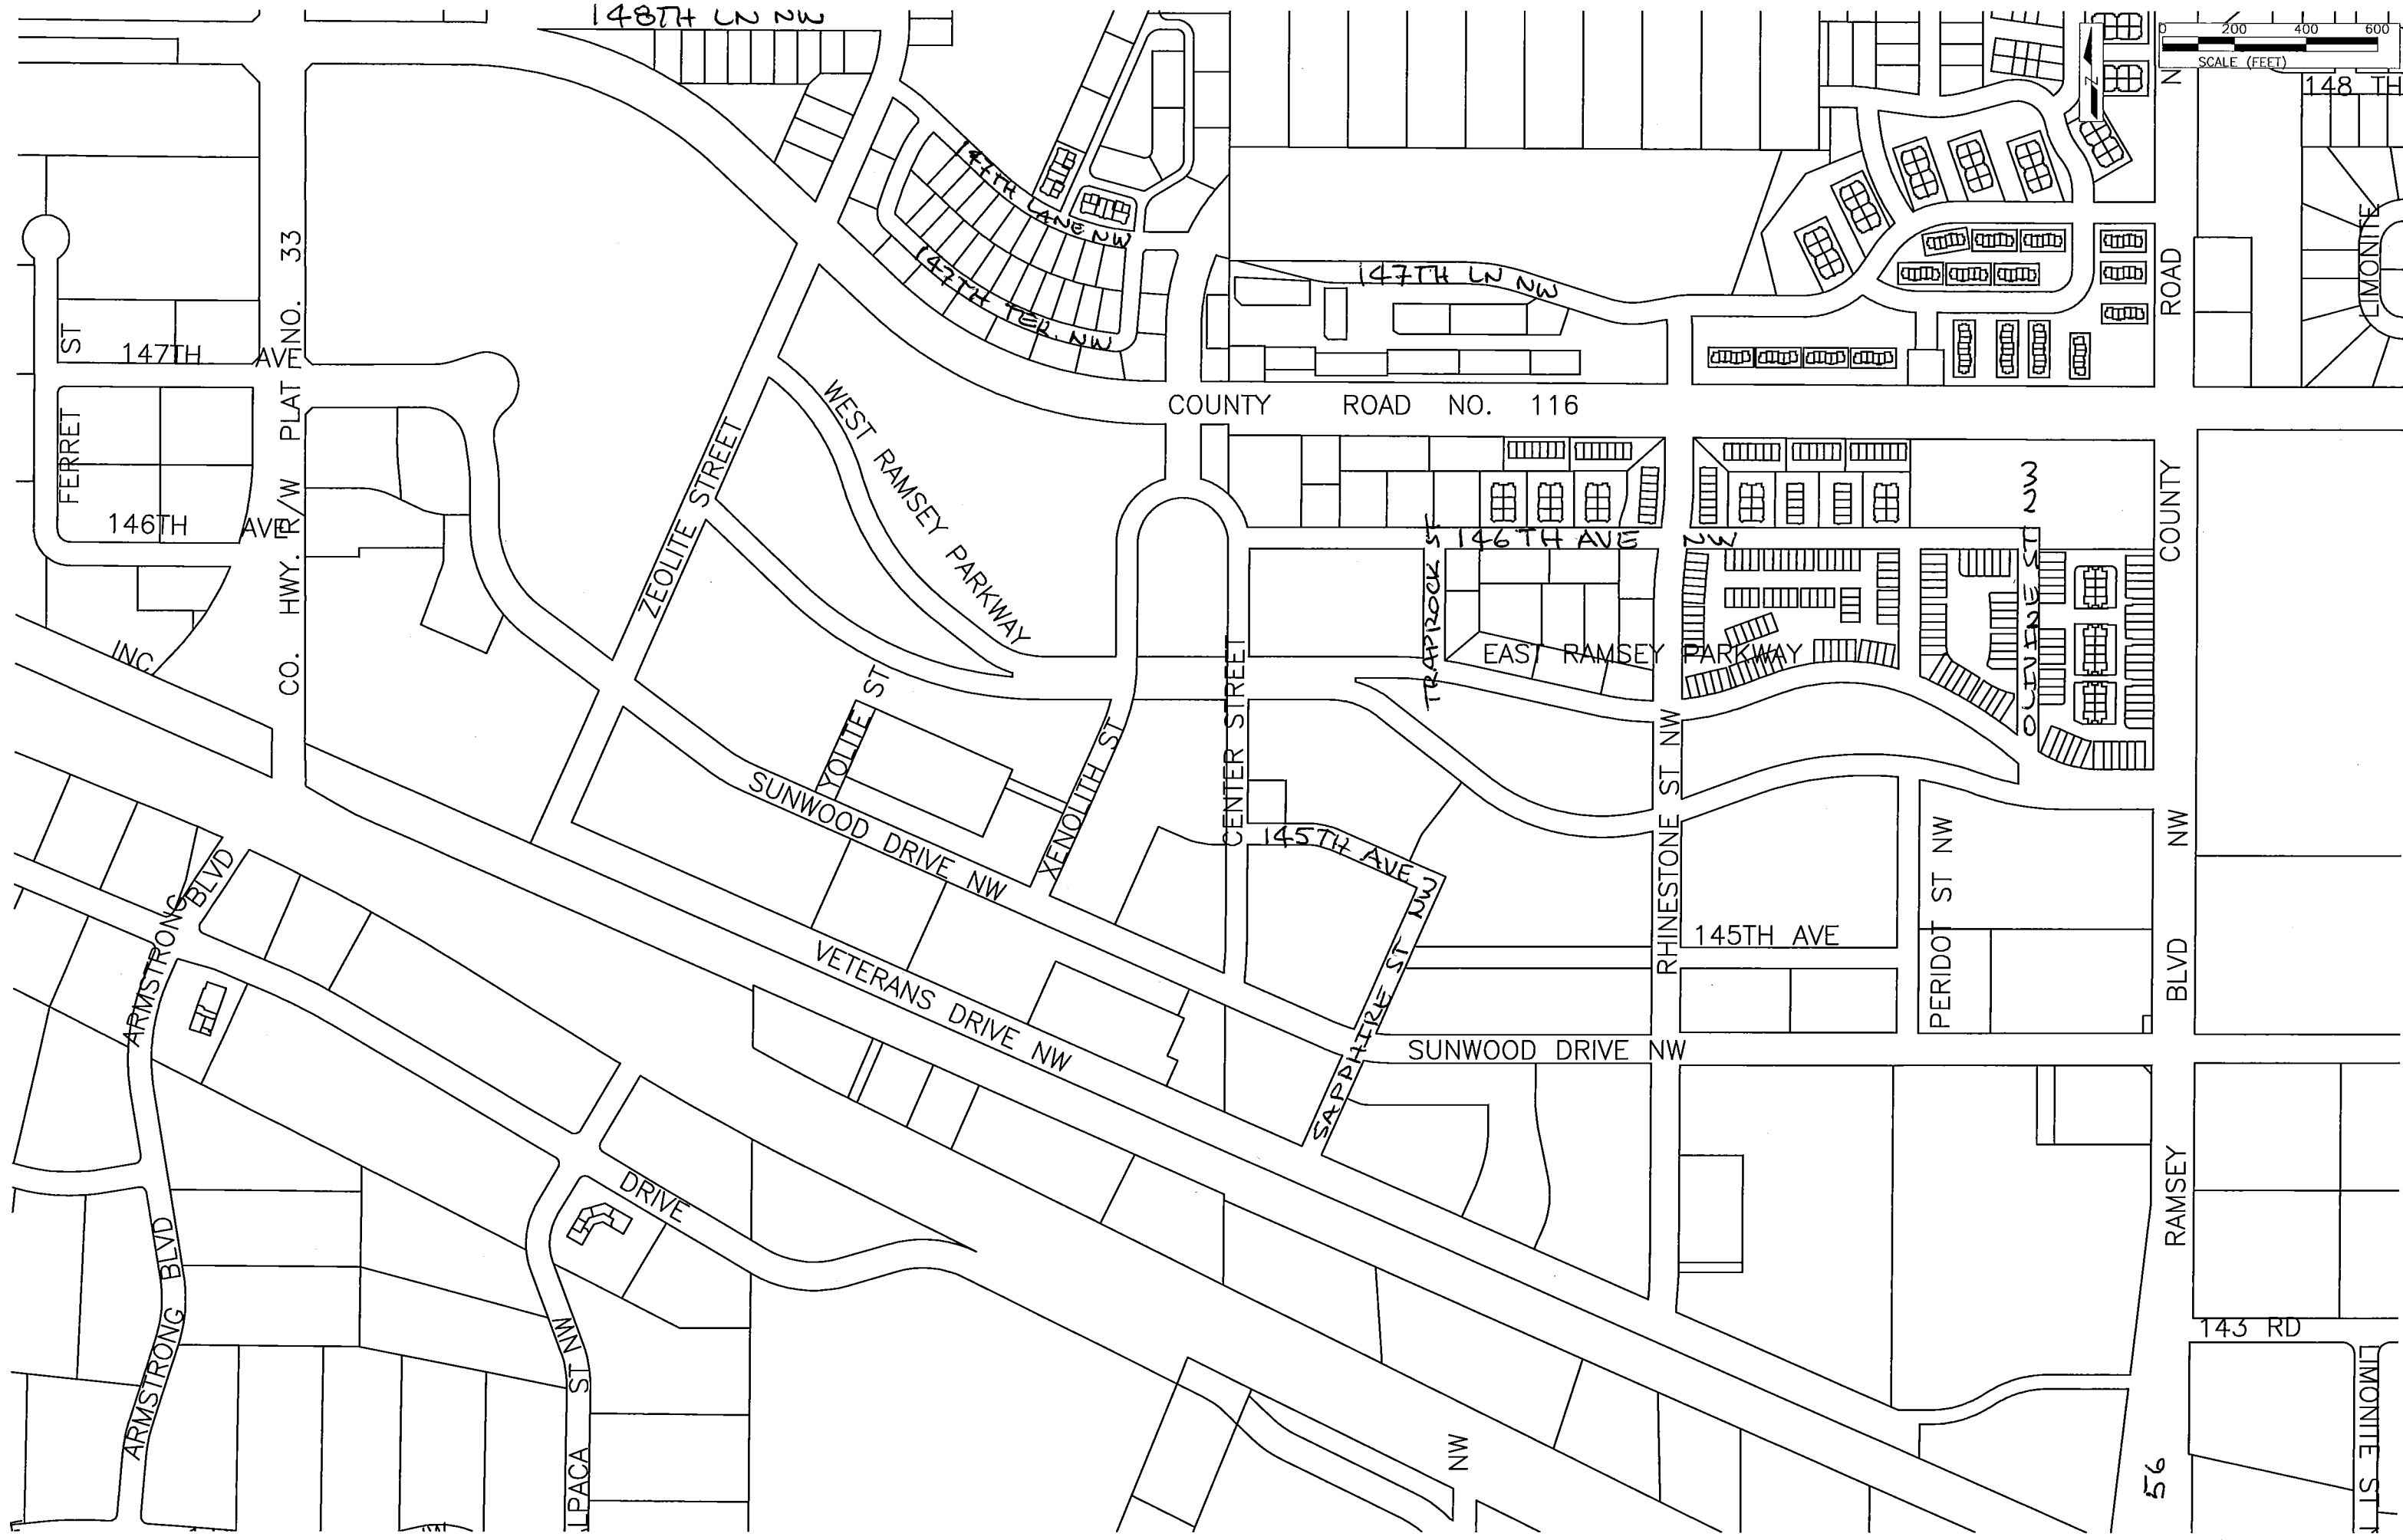 148TH LN NW
0 200 400 600
SCALE (FEET)
N
Z
148 TH
147TH LANE NW
147TH TER. NW
147TH LN NW
LIMONITE
ROAD
NO. 33
ST
147TH AVE
PLAT
WEST RAMSEY PARKWAY
COUNTY ROAD NO. 116
FERRET
ZEOLITE STREET
R/W
146TH AVE
HWY.
CO.
TRAPROCK ST
146TH AVE NW
NW
COUNTY
INC
EAST RAMSEY PARKWAY
YOLITE ST
XENOLITH ST
CENTER STREET
RHINESTONE ST NW
SUNWOOD DRIVE NW
145TH AVE NW
PERIDOT ST NW
NW
ARMSTRONG BLVD
145TH AVE
BLVD
VETERANS DRIVE NW
SAPPHIRE ST NW
SUNWOOD DRIVE NW
DRIVE
RAMSEY
ARMSTRONG BLVD
143 RD
LPACA ST NW
LIMONITE ST
NW
56